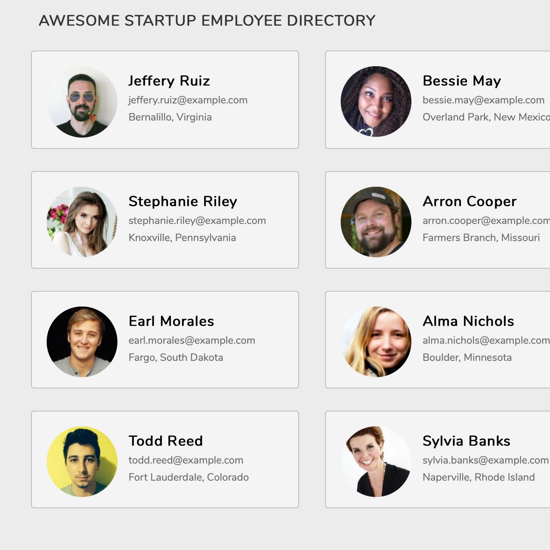 AWESOME STARTUP EMPLOYEE DIRECTORY
Jeffery Ruiz
jeffery.ruiz@example.com
Bernalillo, Virginia
Bessie May
bessie.may@example.com
Overland Park, New Mexico
Stephanie Riley
stephanie.riley@example.com
Knoxville, Pennsylvania
Arron Cooper
arron.cooper@example.com
Farmers Branch, Missouri
Earl Morales
earl.morales@example.com
Fargo, South Dakota
Alma Nichols
alma.nichols@example.com
Boulder, Minnesota
Todd Reed
todd.reed@example.com
Fort Lauderdale, Colorado
Sylvia Banks
sylvia.banks@example.com
Naperville, Rhode Island